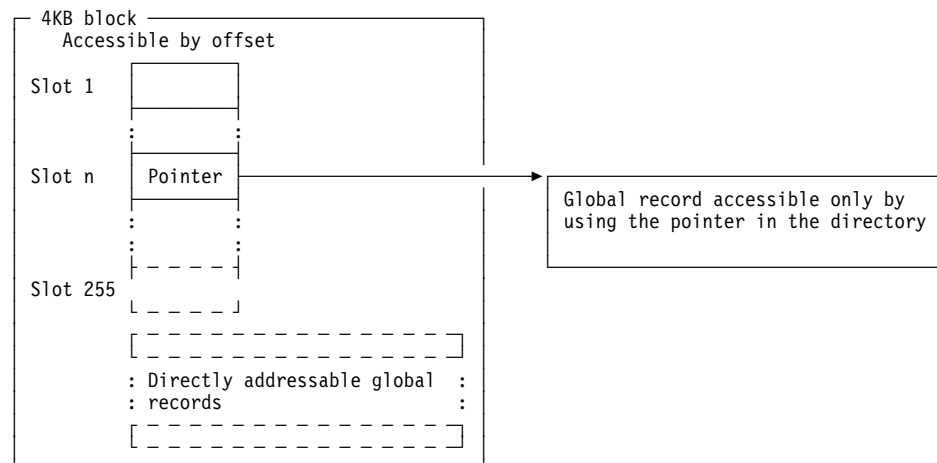 4KB block
Accessible by offset
Slot 1
:          :
Slot n Pointer
Global record accessible only by
using the pointer in the directory
:          :
:          :
Slot 255
: Directly addressable global :
: records :